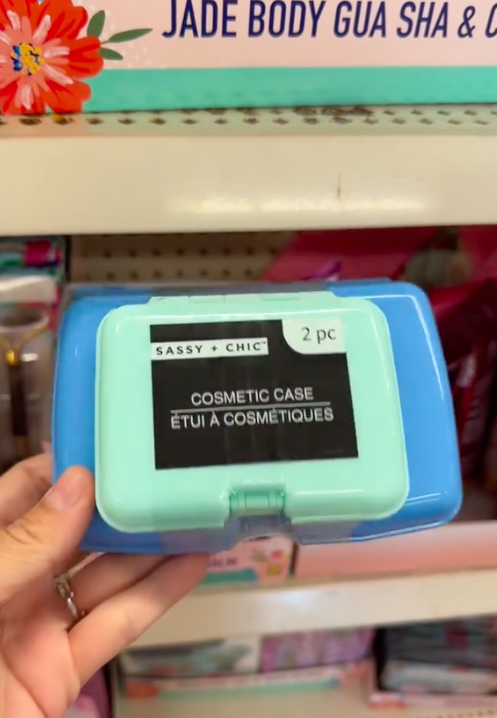 JADE BODY GUA SHA & C
SASSY + CHIC™
2 pc
COSMETIC CASE
ÉTUI À COSMÉTIQUES